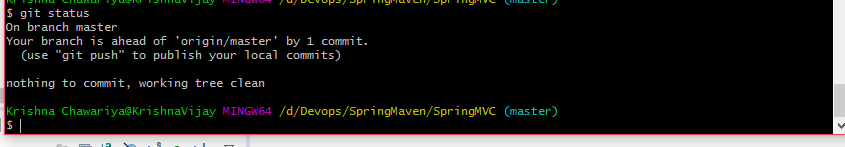 Krishna Chawariya@KrishnaVijay MINGW64 /d/Devops/SpringMaven/SpringMVC (master)
$ git status
On branch master
Your branch is ahead of 'origin/master' by 1 commit.
  (use "git push" to publish your local commits)
nothing to commit, working tree clean
Krishna Chawariya@KrishnaVijay MINGW64 /d/Devops/SpringMaven/SpringMVC (master)
$